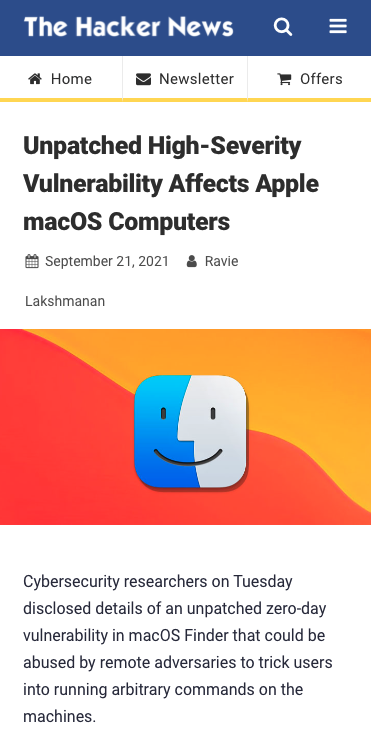 The Hacker News
Home Newsletter Offers
Unpatched High-Severity
Vulnerability Affects Apple
macOS Computers
September 21, 2021 Ravie
Lakshmanan
Cybersecurity researchers on Tuesday
disclosed details of an unpatched zero-day
vulnerability in macOS Finder that could be
abused by remote adversaries to trick users
into running arbitrary commands on the
machines.